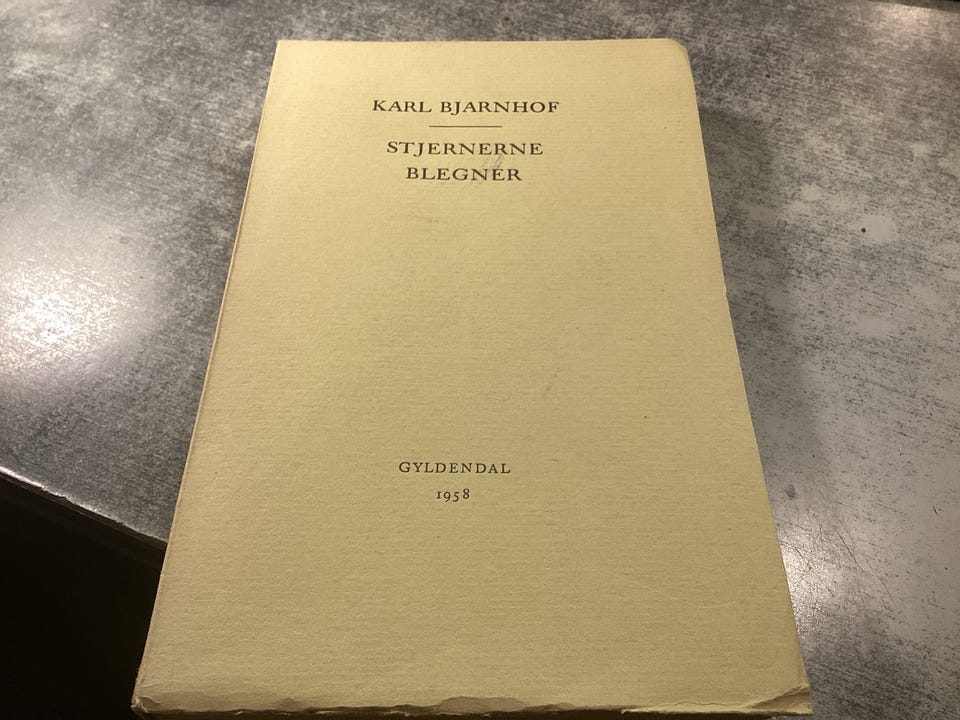 KARL BJARNHOF
STJERNERNE
BLEGNER
GYLDENDAL
1958